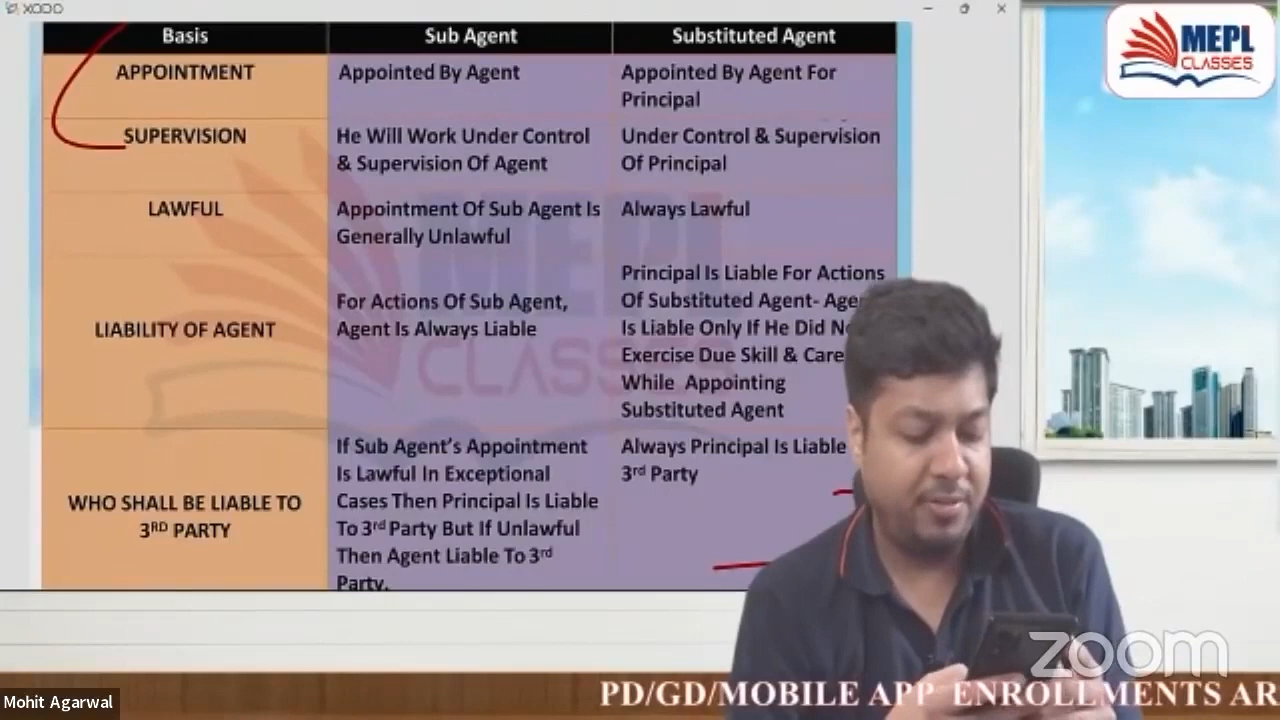 XODO
MEPL
CLASSES
Basis
Sub Agent
Substituted Agent
APPOINTMENT
Appointed By Agent
Appointed By Agent For
Principal
SUPERVISION
He Will Work Under Control
& Supervision Of Agent
Under Control & Supervision
Of Principal
LAWFUL
Appointment Of Sub Agent Is
Generally Unlawful
Always Lawful
LIABILITY OF AGENT
For Actions Of Sub Agent,
Agent Is Always Liable
Principal Is Liable For Actions
Of Substituted Agent-
Is Liable Only If He Did
Exercise Due Skill & Care
While Appointing
Substituted Agent
WHO SHALL BE LIABLE TO
3RD PARTY
If Sub Agent's Appointment
Is Lawful In Exceptional
Cases Then Principal Is Liable
To 3rd Party But If Unlawful
Then Agent Liable To 3rd
Party.
Always Principal Is Liable
3rd Party
MEPL
CLASSES
zoom
Mohit Agarwal
PD/GD/MOBILE APP ENROLLMENTS AR